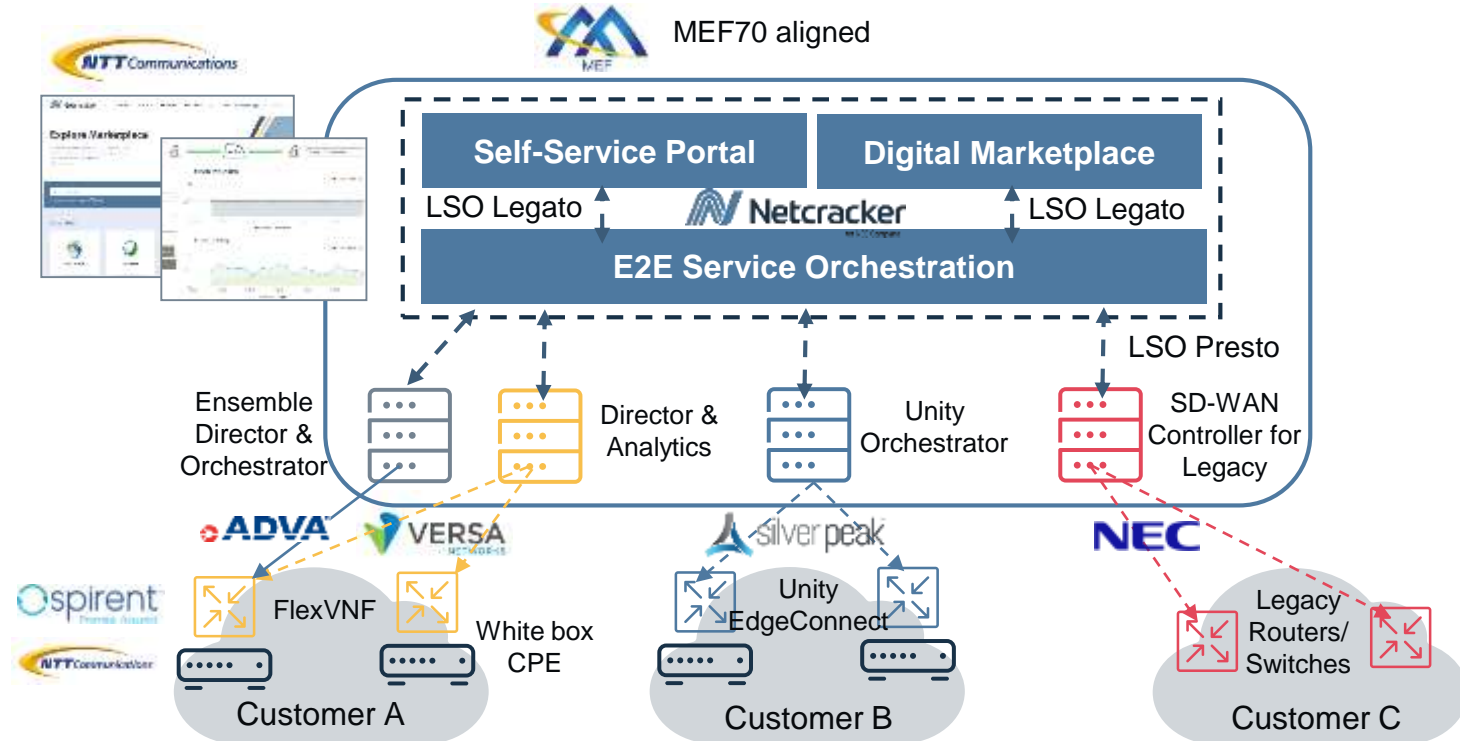 NTT Communications
MEF
MEF70 aligned
Explore Marketplace
Self-Service Portal
Digital Marketplace
LSO Legato
Netcracker
LSO Legato
E2E Service Orchestration
LSO Presto
Ensemble
Director &
Orchestrator
Director &
Analytics
Unity
Orchestrator
SD-WAN
Controller for
Legacy
ADVA
VERSA
NETWORKS
silver peak
NEC
spirent
FlexVNF
White box
CPE
Unity
EdgeConnect
Legacy
Routers/
Switches
NTT Communications
Customer A
Customer B
Customer C